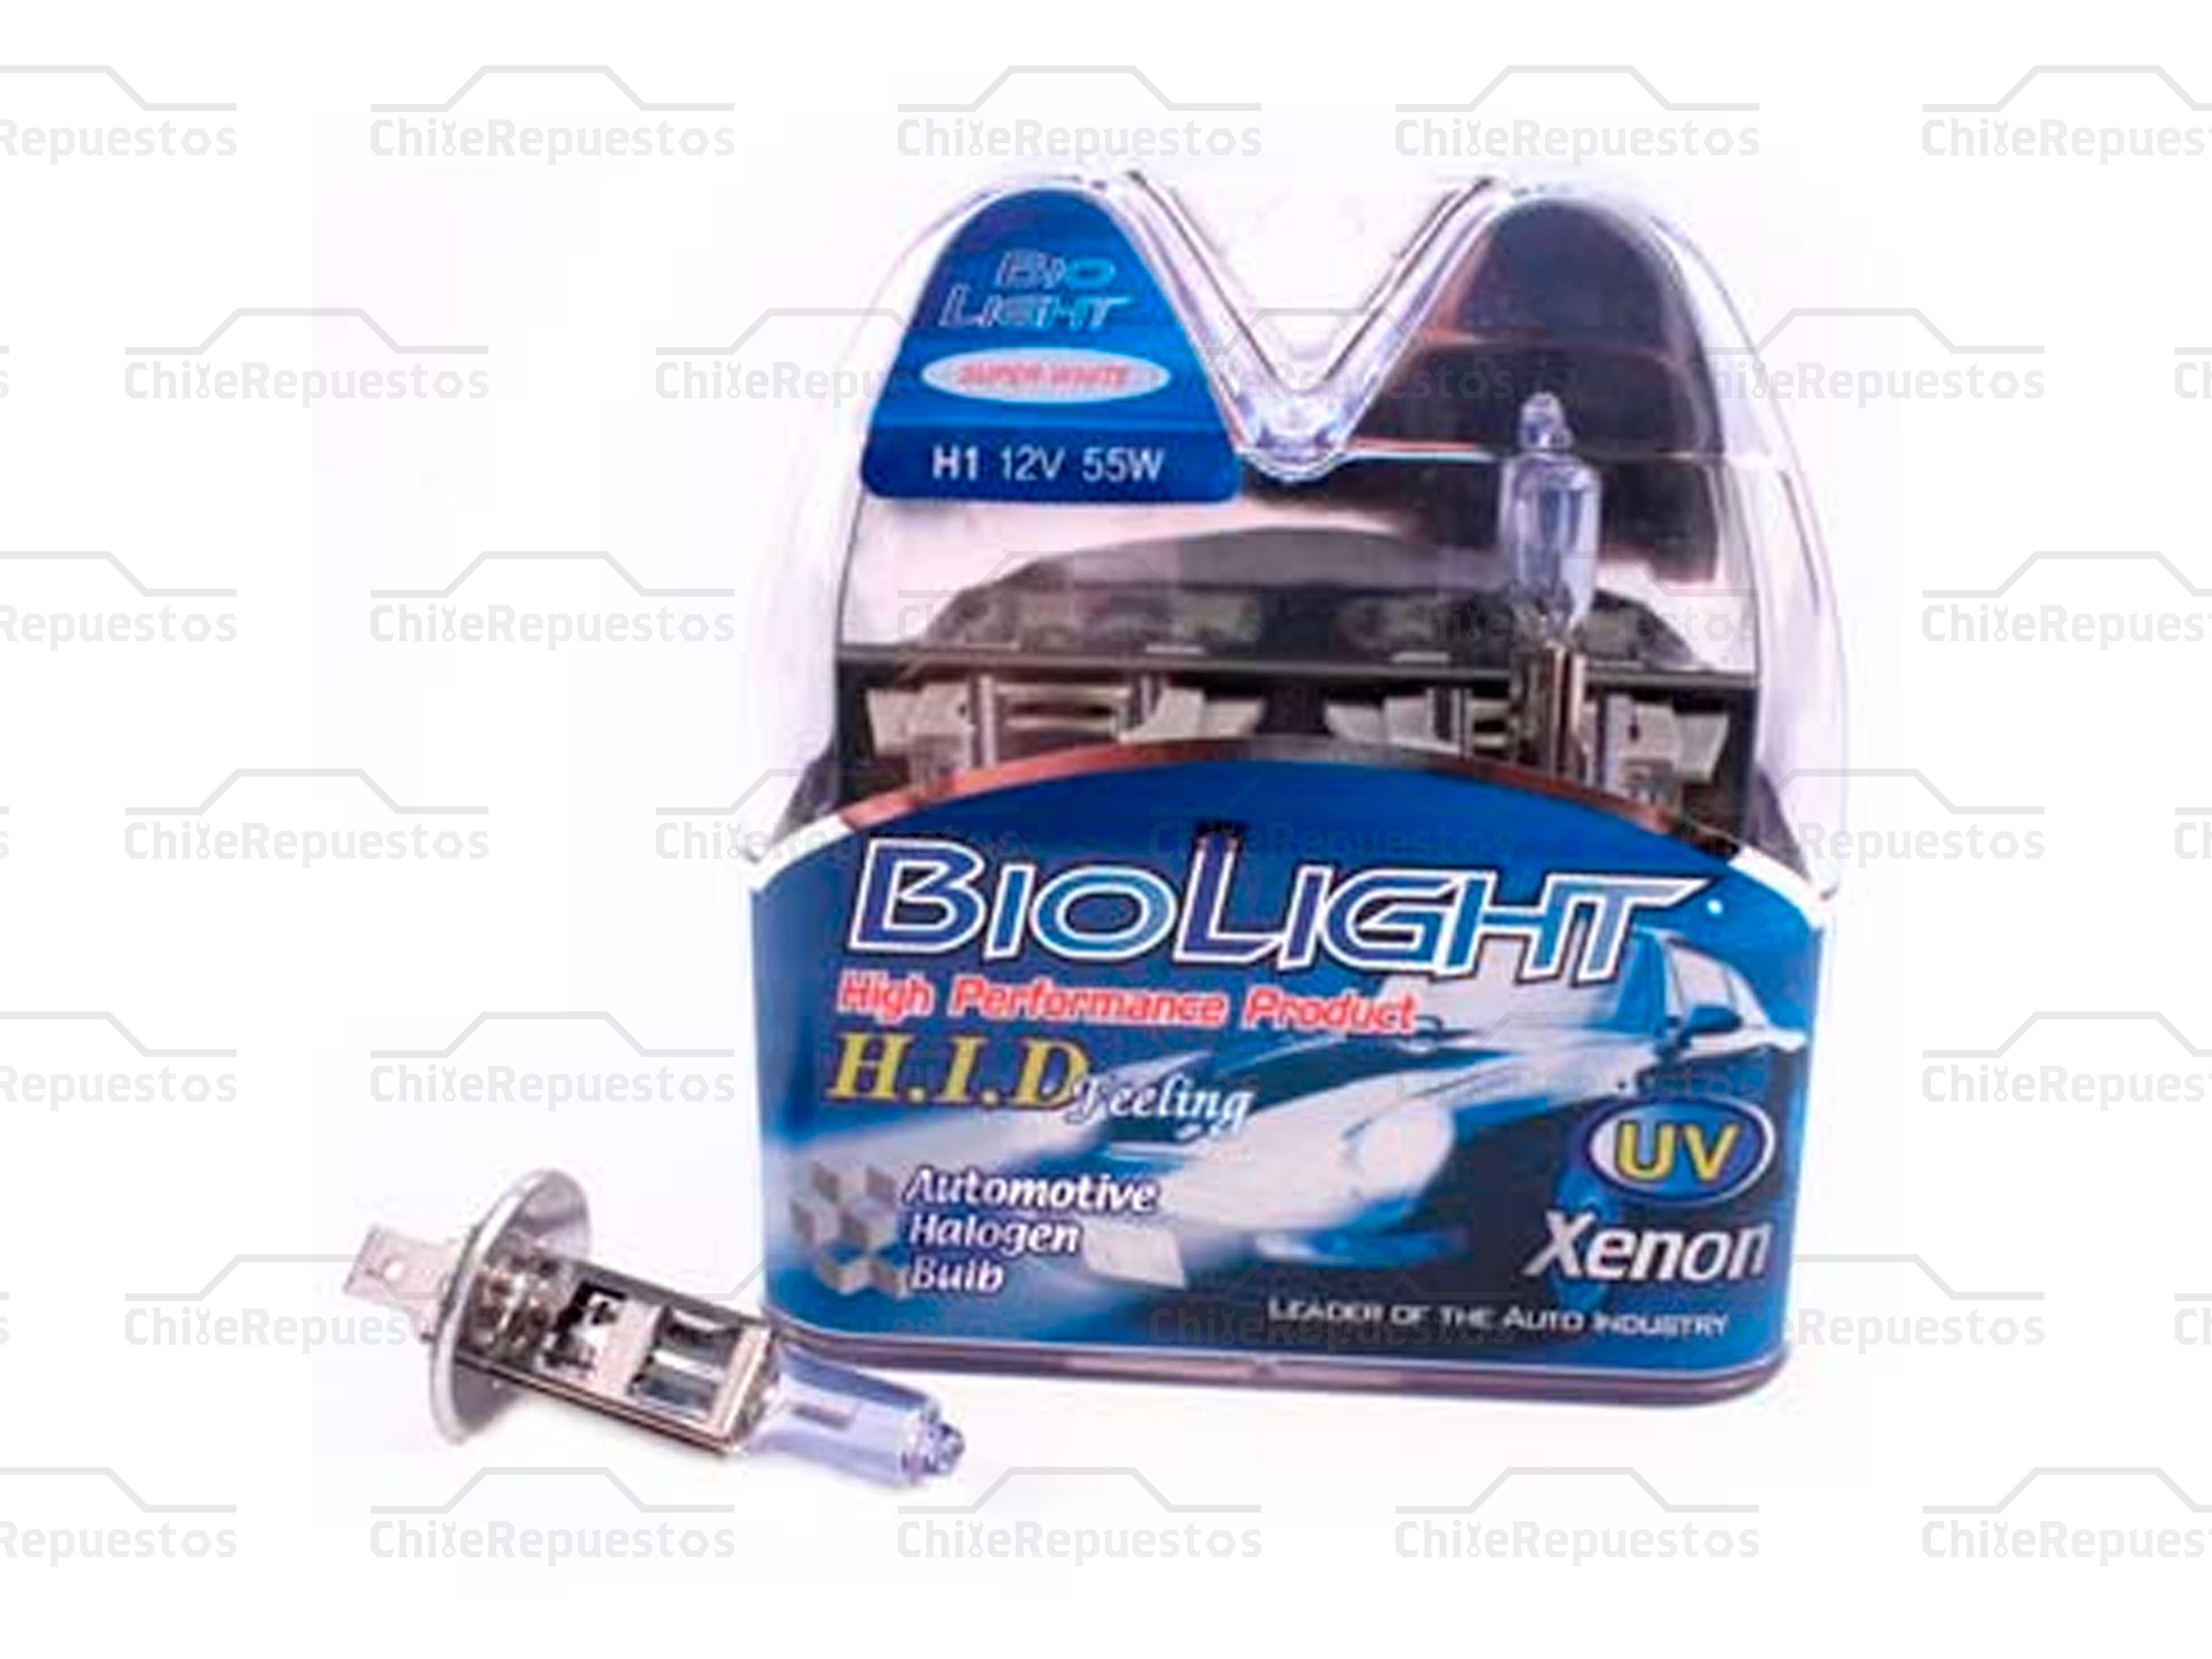 ChileRepuestos
BIO
LIGHT
SUPER WHITE
H1 12V 55W
BIOLIGHT
High Performance Product
H.I.D Feeling
Automotive
Halogen
Bulb
UV
Xenon
LEADER OF THE AUTO INDUSTRY